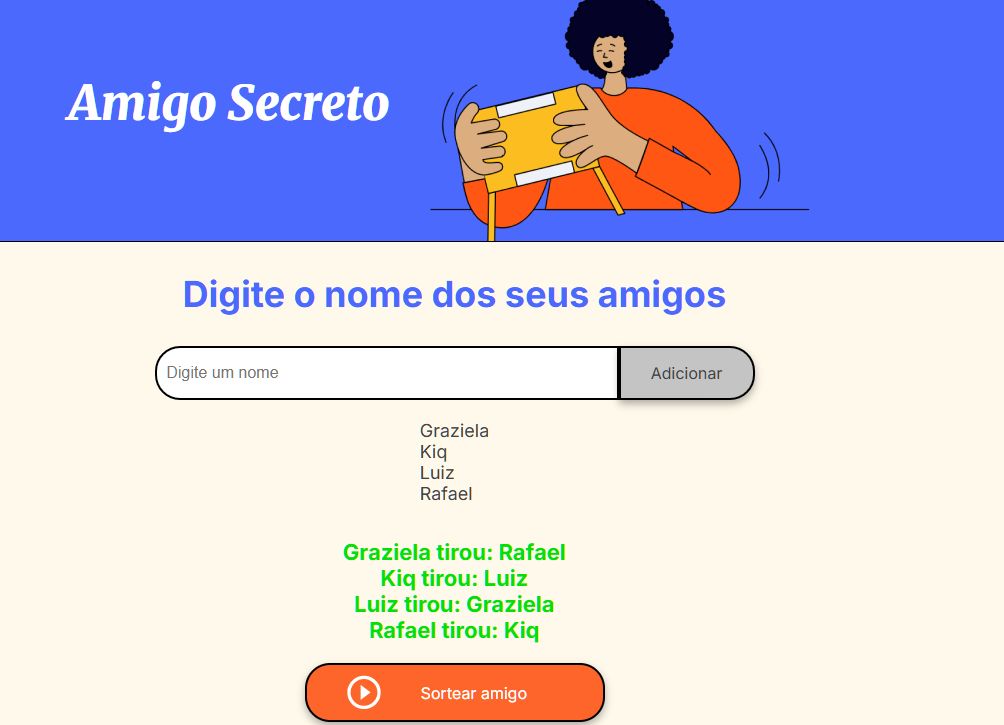 Amigo Secreto
Digite o nome dos seus amigos
Digite um nome
Adicionar
Graziela
Kiq
Luiz
Rafael
Graziela tirou: Rafael
Kiq tirou: Luiz
Luiz tirou: Graziela
Rafael tirou: Kiq
Sortear amigo